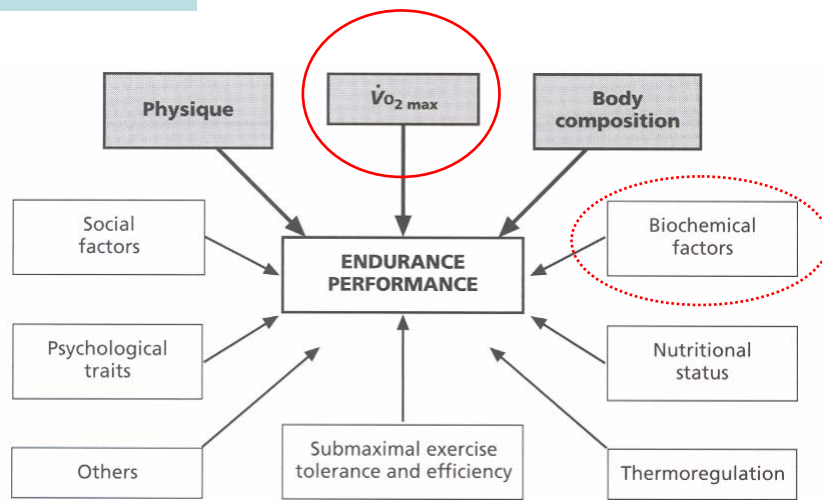 Physique
V̇O₂ max
Body
composition
Social
factors
ENDURANCE
PERFORMANCE
Biochemical
factors
Psychological
traits
Nutritional
status
Others
Submaximal exercise
tolerance and efficiency
Thermoregulation